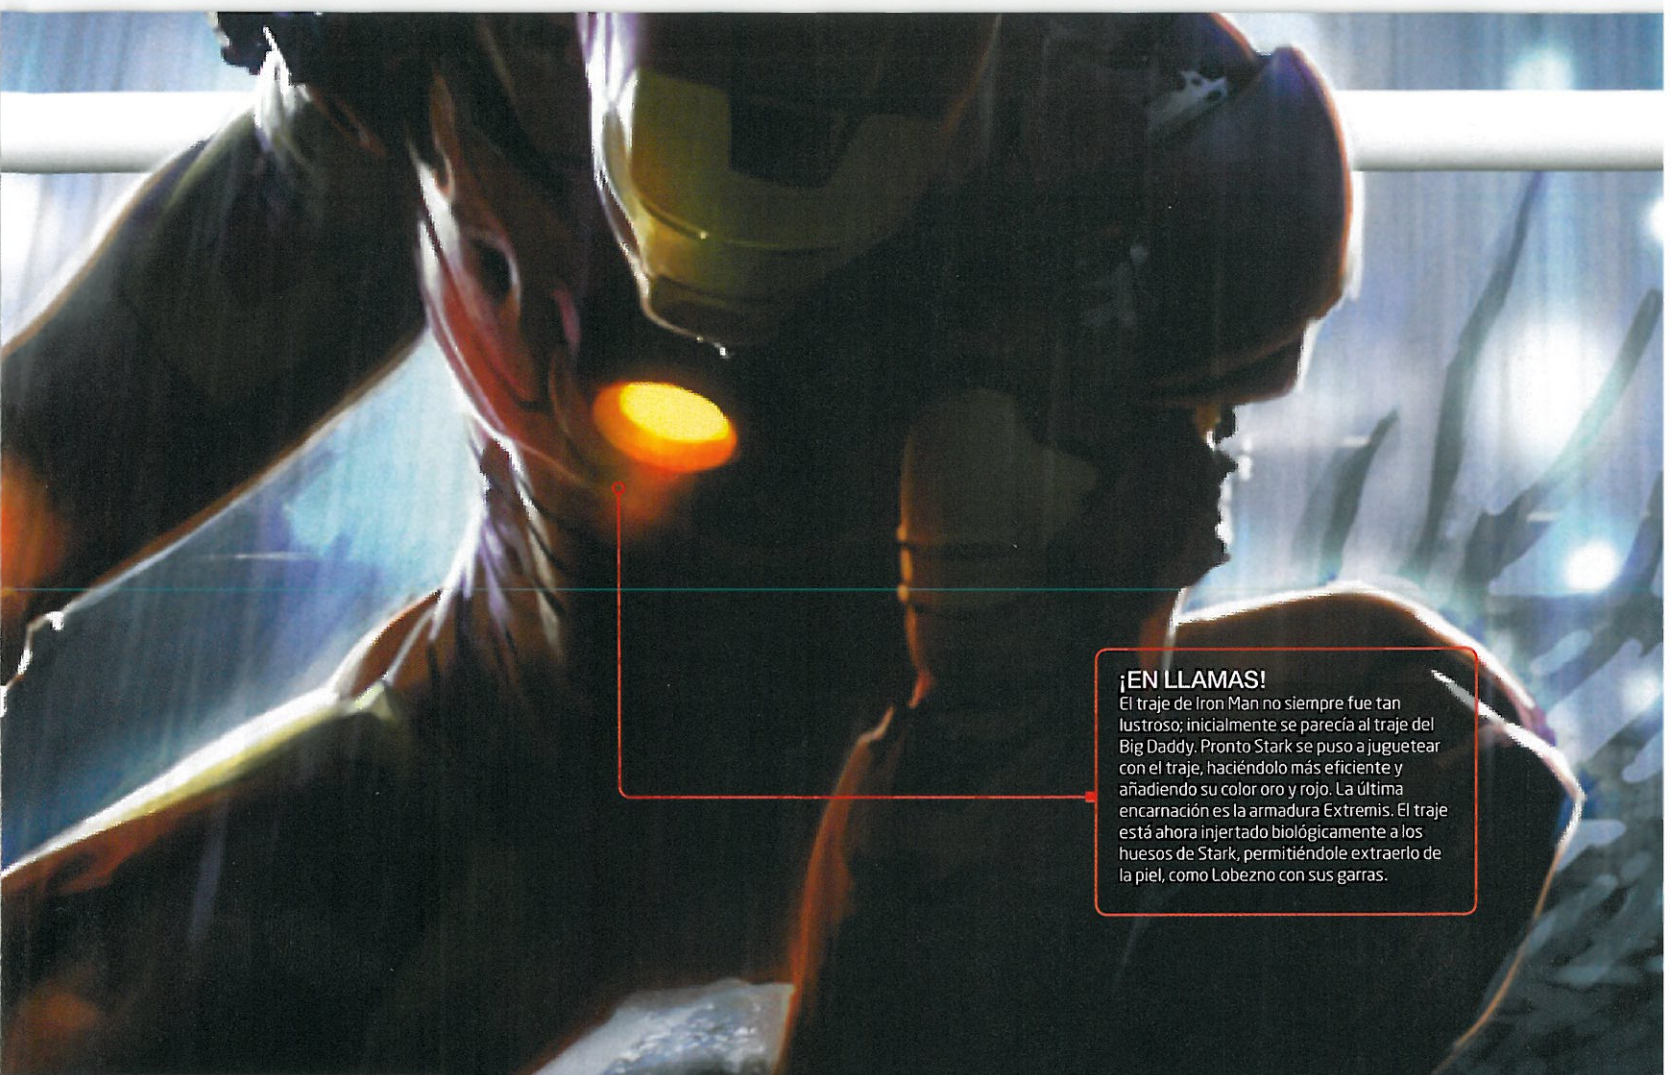 ¡EN LLAMAS!
El traje de Iron Man no siempre fue tan
lustroso; inicialmente se parecía al traje del
Big Daddy. Pronto Stark se puso a juguetear
con el traje, haciéndolo más eficiente y
añadiendo su color oro y rojo. La última
encarnación es la armadura Extremis. El traje
está ahora injertado biológicamente a los
huesos de Stark, permitiéndole extraerlo de
la piel, como Lobezno con sus garras.